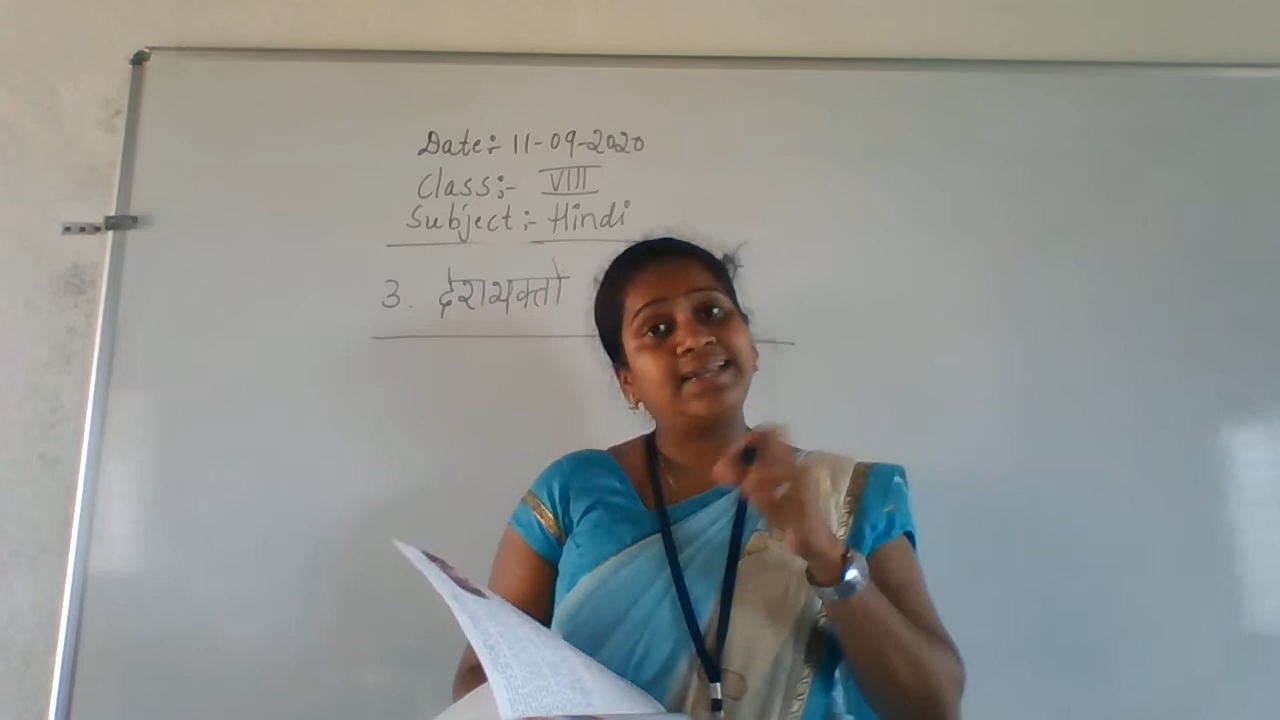 Date:- 11-09-2020
Class:- VIII
Subject:- Hindi
3. देशभक्तों